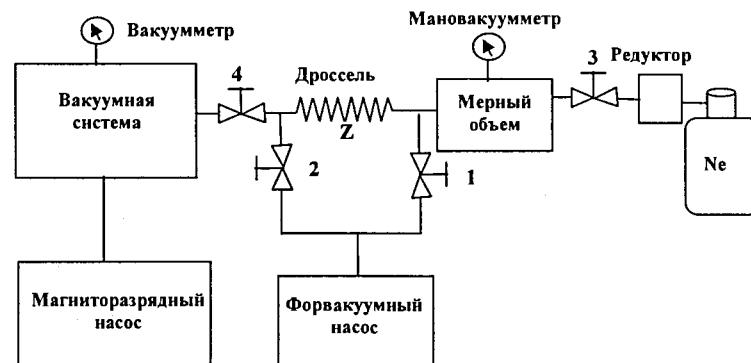 Вакуумметр
Мановакуумметр
4
Дроссель
3
Редуктор
Вакуумная
система
Z
Мерный
объем
2
1
Ne
Магниторазрядный
насос
Форвакуумный
насос